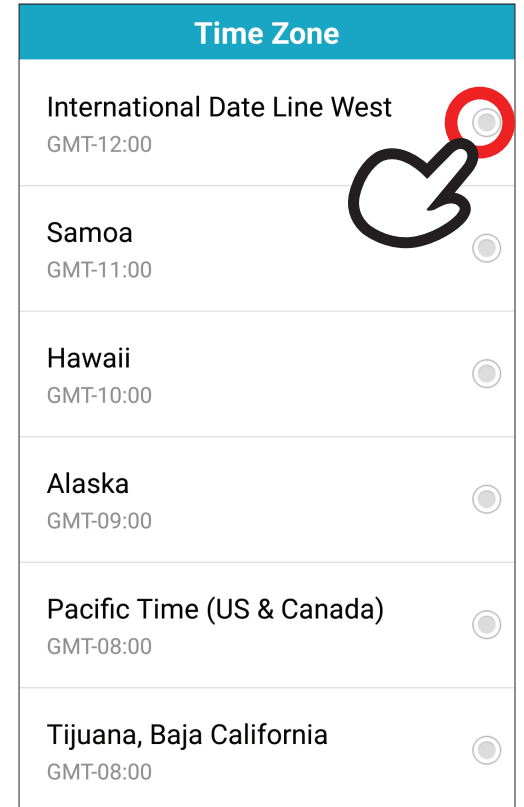 Time Zone
International Date Line West
GMT-12:00
Samoa
GMT-11:00
Hawaii
GMT-10:00
Alaska
GMT-09:00
Pacific Time (US & Canada)
GMT-08:00
Tijuana, Baja California
GMT-08:00